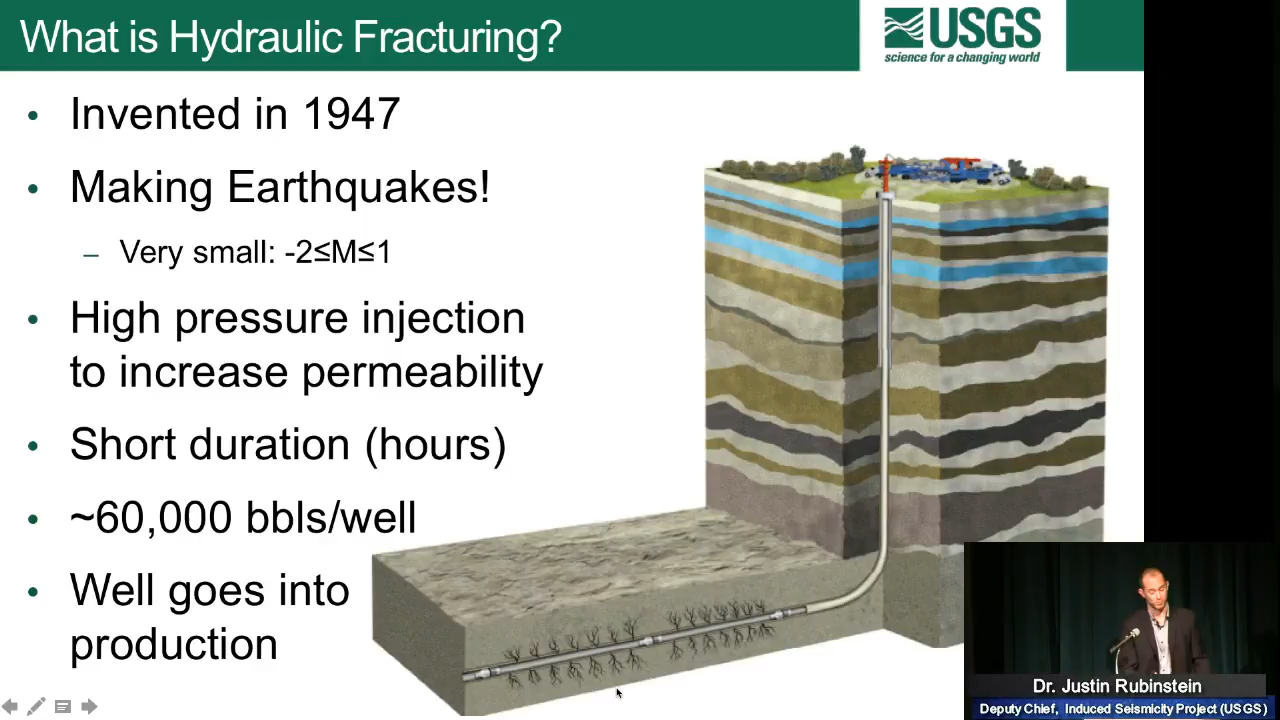 What is Hydraulic Fracturing?
USGS
science for a changing world
• Invented in 1947
• Making Earthquakes!
– Very small: -2≤M≤1
• High pressure injection
to increase permeability
• Short duration (hours)
• ~60,000 bbls/well
• Well goes into
production
Dr. Justin Rubinstein
Deputy Chief, Induced Seismicity Project (USGS)